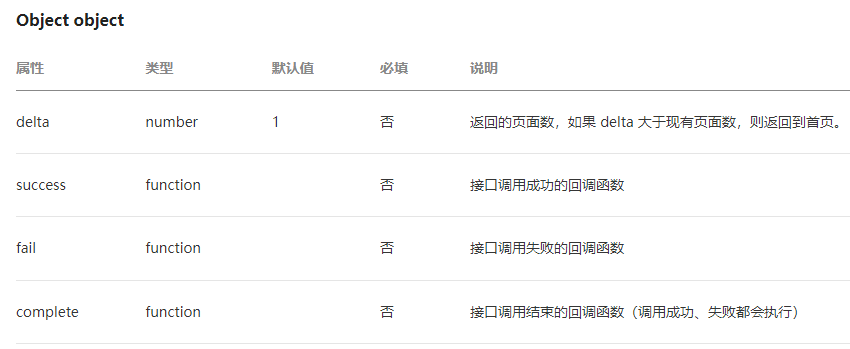 Object object
属性 类型 默认值 必填 说明
delta number 1 否 返回的页面数，如果 delta 大于现有页面数，则返回到首页。
success function 否 接口调用成功的回调函数
fail function 否 接口调用失败的回调函数
complete function 否 接口调用结束的回调函数（调用成功、失败都会执行）